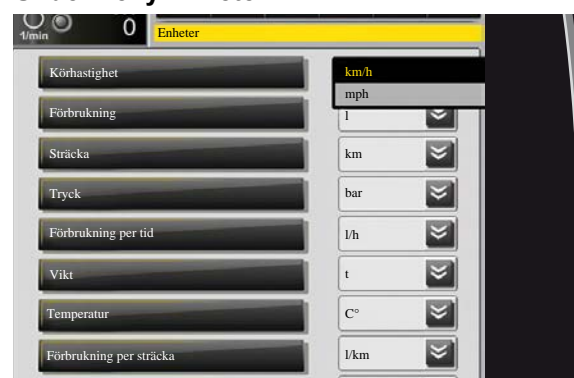 1/min
0
Enheter
Körhastighet
km/h
mph
Förbrukning
l
Sträcka
km
Tryck
bar
Förbrukning per tid
l/h
Vikt
t
Temperatur
C°
Förbrukning per sträcka
l/km